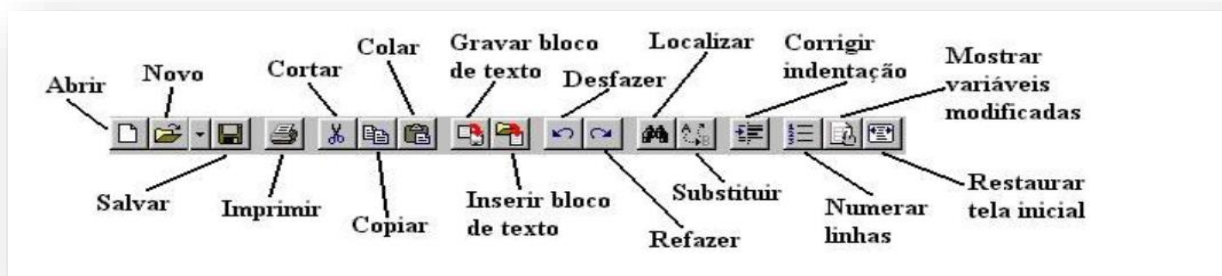 Abrir
Novo
Cortar
Colar
Gravar bloco
de texto
Desfazer
Localizar
Corrigir
indentação
Mostrar
variáveis
modificadas
Salvar
Imprimir
Copiar
Inserir bloco
de texto
Refazer
Substituir
Numerar
linhas
Restaurar
tela inicial